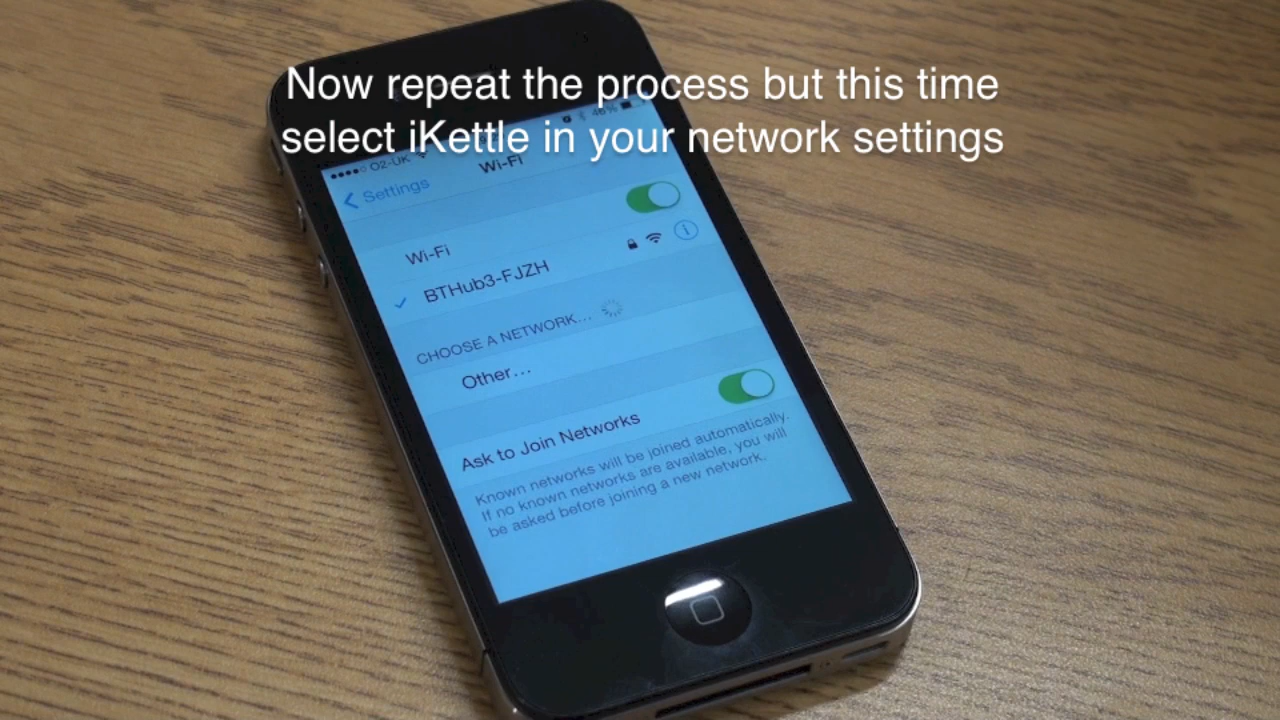 Now repeat the process but this time
select iKettle in your network settings
O2-UK
46%
Settings
Wi-Fi
Wi-Fi
BTHub3-FJZH
CHOOSE A NETWORK...
Other...
Ask to Join Networks
Known networks will be joined automatically.
If no known networks are available, you will
be asked before joining a new network.